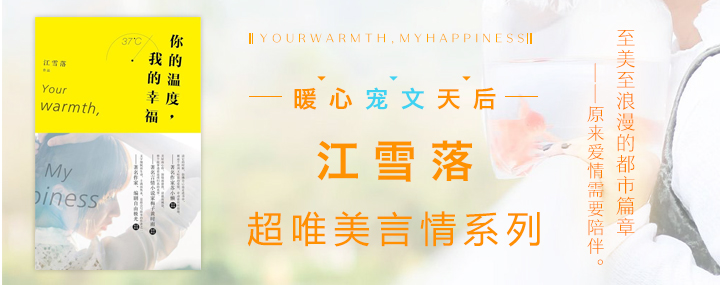 37℃
你的温度，
我的幸福
江雪落
Your
warmth,
My
piness
YOURWARMTH,MYHAPPINESS
暖心宠文天后
江雪落
超唯美言情系列
至美至浪漫的都市篇章
——原来爱情需要陪伴。